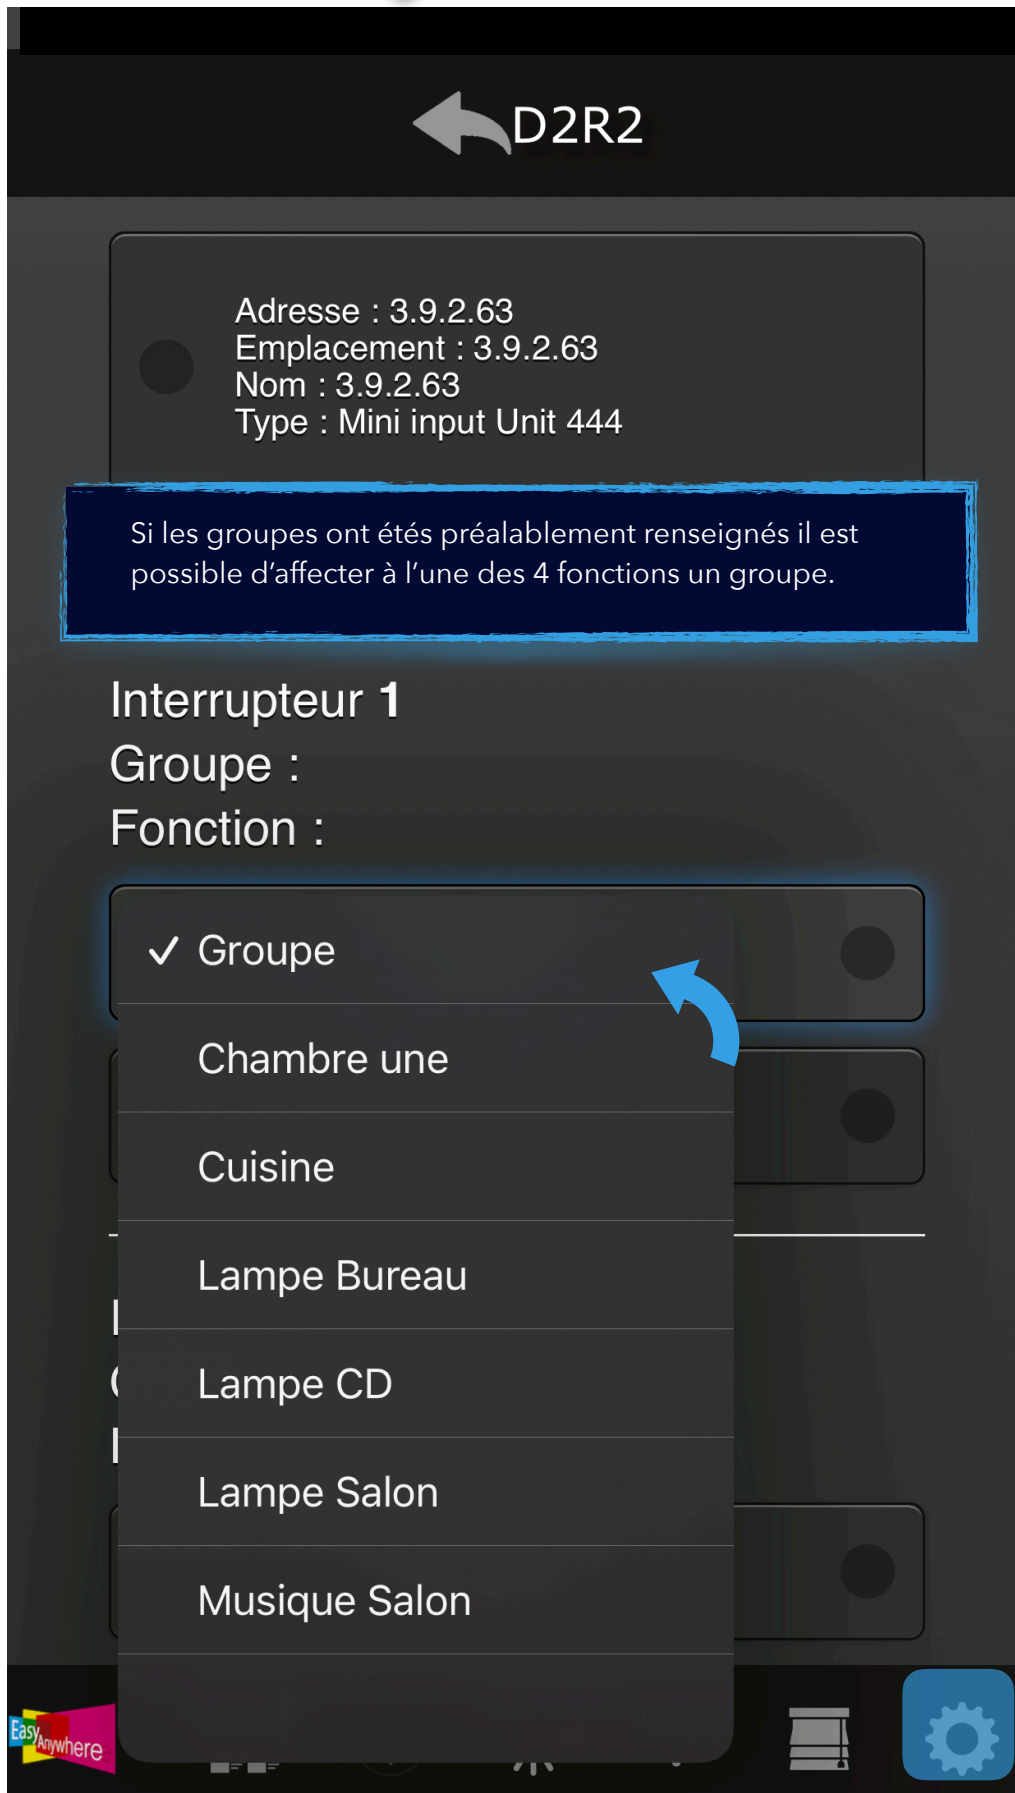 D2R2
Adresse : 3.9.2.63
Emplacement : 3.9.2.63
Nom : 3.9.2.63
Type : Mini input Unit 444
Si les groupes ont étés préalablement renseignés il est
possible d’affecter à l’une des 4 fonctions un groupe.
Interrupteur 1
Groupe :
Fonction :
✓ Groupe
Chambre une
Cuisine
Lampe Bureau
Lampe CD
Lampe Salon
Musique Salon
Easy Anywhere